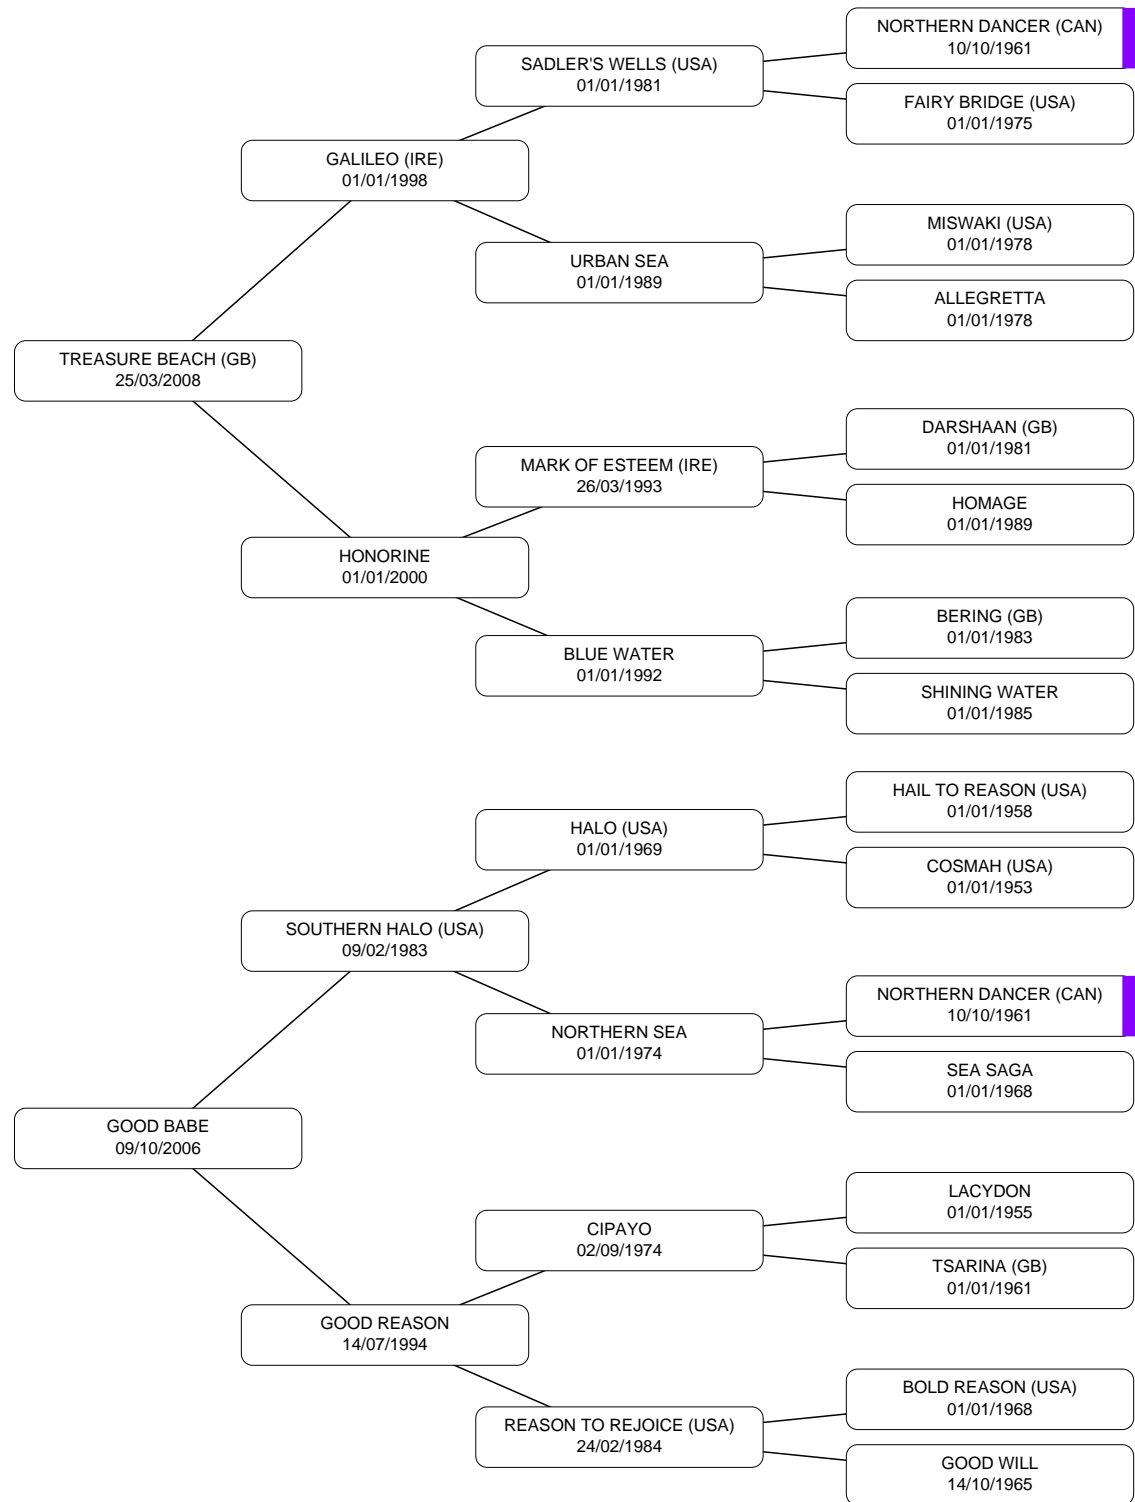 NORTHERN DANCER (CAN)
10/10/1961
SADLER'S WELLS (USA)
01/01/1981
FAIRY BRIDGE (USA)
01/01/1975
GALILEO (IRE)
01/01/1998
MISWAKI (USA)
01/01/1978
URBAN SEA
01/01/1989
ALLEGRETTA
01/01/1978
TREASURE BEACH (GB)
25/03/2008
DARSHAAN (GB)
01/01/1981
MARK OF ESTEEM (IRE)
26/03/1993
HOMAGE
01/01/1989
HONORINE
01/01/2000
BERING (GB)
01/01/1983
BLUE WATER
01/01/1992
SHINING WATER
01/01/1985
HAIL TO REASON (USA)
01/01/1958
HALO (USA)
01/01/1969
COSMAH (USA)
01/01/1953
SOUTHERN HALO (USA)
09/02/1983
NORTHERN DANCER (CAN)
10/10/1961
NORTHERN SEA
01/01/1974
SEA SAGA
01/01/1968
GOOD BABE
09/10/2006
LACYDON
01/01/1955
CIPAYO
02/09/1974
TSARINA (GB)
01/01/1961
GOOD REASON
14/07/1994
BOLD REASON (USA)
01/01/1968
REASON TO REJOICE (USA)
24/02/1984
GOOD WILL
14/10/1965